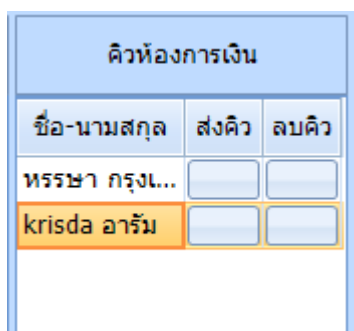 คิวห้องการเงิน
ชื่อ-นามสกุล ส่งคิว ลบคิว
หรรษา กรุงเ...
krisda อารัม